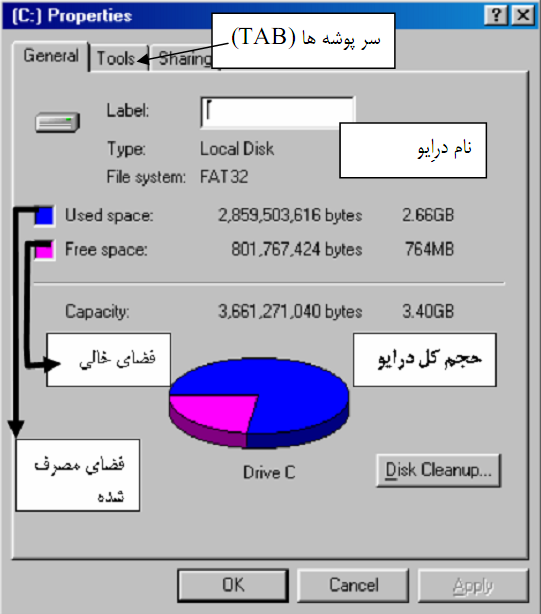 (C:) Properties
سر پوشه ها (TAB)
General Tools Sharing
Label:
نام درایو
Type: Local Disk
File system: FAT32
Used space: 2,859,503,616 bytes 2.66GB
Free space: 801,767,424 bytes 764MB
Capacity: 3,661,271,040 bytes 3.40GB
فضای خالی
حجم کل درایو
فضای مصرف
شده
Drive C
Disk Cleanup...
OK Cancel Apply